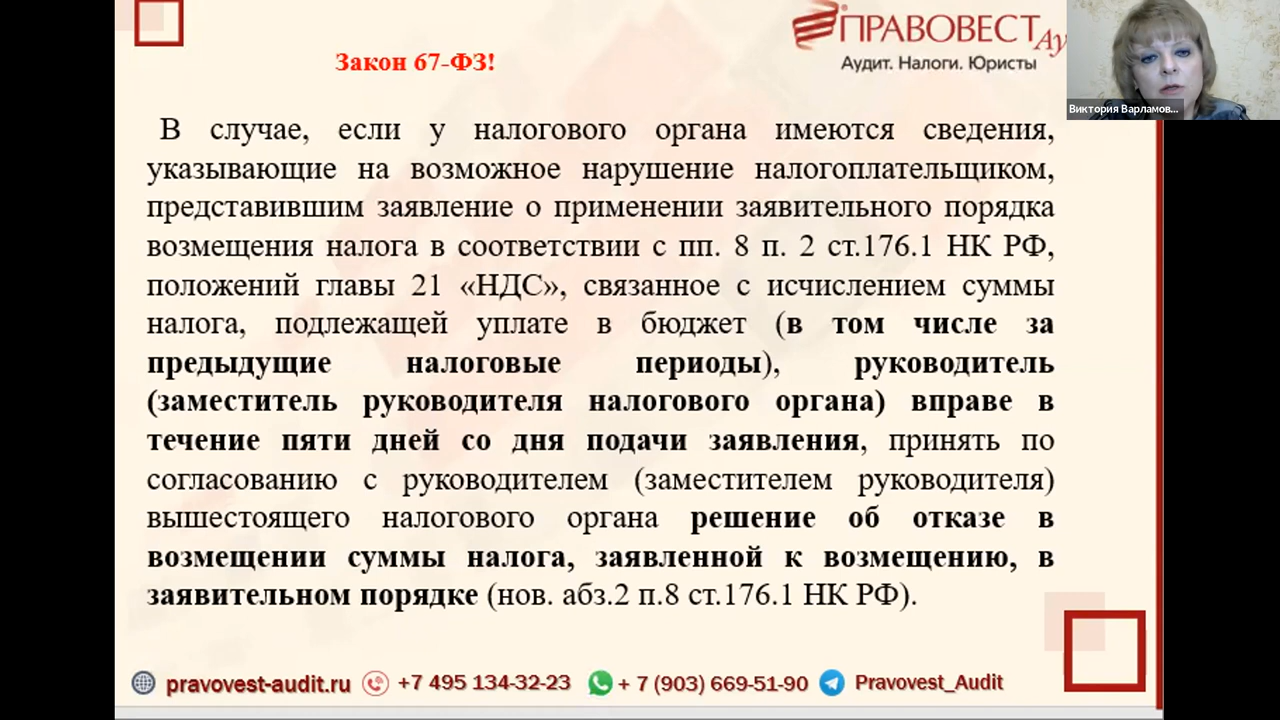 ПРАВОВЕСТ
Ау
Аудит. Налоги. Юристы
Виктория Варламов...
Закон 67-ФЗ!
В случае, если у налогового органа имеются сведения,
указывающие на возможное нарушение налогоплательщиком,
представившим заявление о применении заявительного порядка
возмещения налога в соответствии с пп. 8 п. 2 ст.176.1 НК РФ,
положений главы 21 «НДС», связанное с исчислением суммы
налога, подлежащей уплате в бюджет (в том числе за
предыдущие налоговые периоды), руководитель
(заместитель руководителя налогового органа) вправе в
течение пяти дней со дня подачи заявления, принять по
согласованию с руководителем (заместителем руководителя)
вышестоящего налогового органа решение об отказе в
возмещении суммы налога, заявленной к возмещению, в
заявительном порядке (нов. абз.2 п.8 ст.176.1 НК РФ).
pravovest-audit.ru +7 495 134-32-23 + 7 (903) 669-51-90 Pravovest_Audit